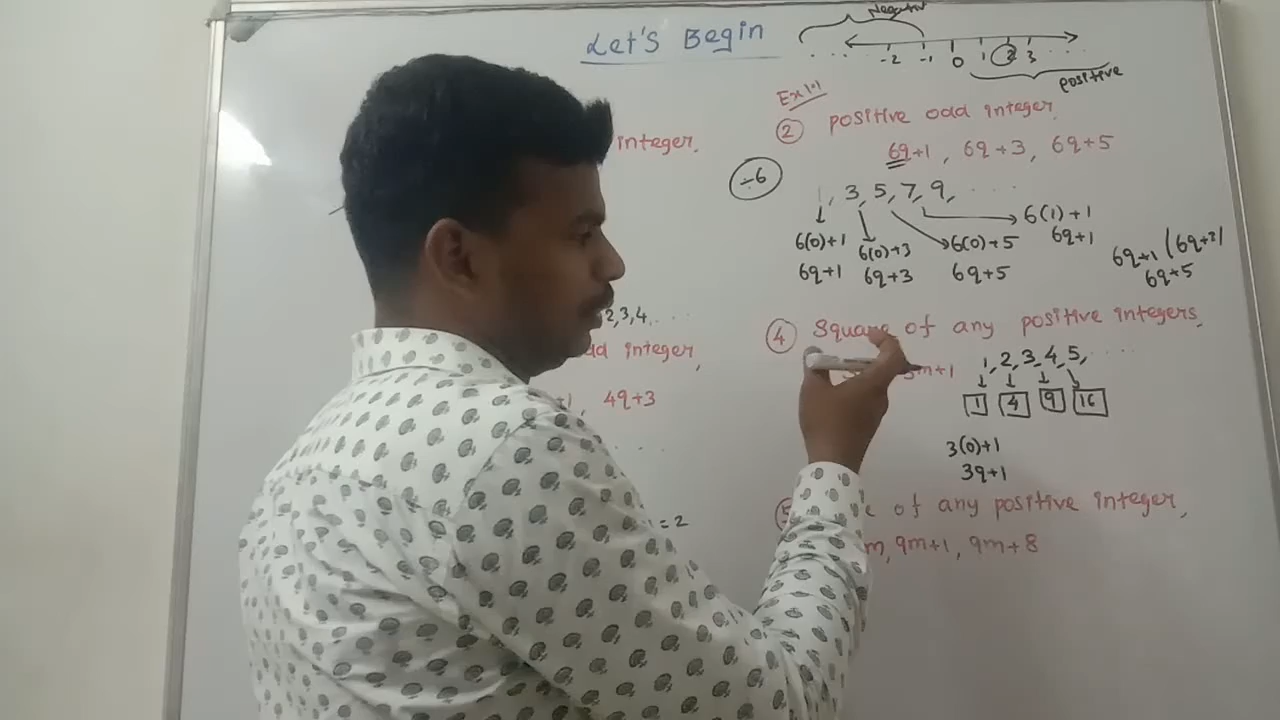 Let's Begin
Negative
-2 -1 0 1 2 3
positive
Ex 1.1
② positive odd integer.
6q+1, 6q+3, 6q+5
÷6
1, 3, 5, 7, 9,
6(1)+1
6q+1
6(0)+1 6(0)+3 6(0)+5
6q+1 6q+3 6q+5
6q+1
6q+5
④ Square of any positive integers.
m+1
1, 2, 3, 4, 5,
1 4 9 16
3(0)+1
3q+1
of any positive integer,
m, 9m+1, 9m+8
integer,
2,3,4,
integer,
4q+3
= 2